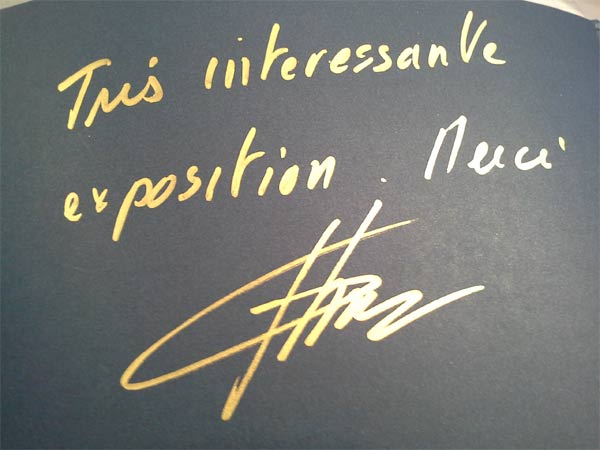 Très interessante
exposition. Merci